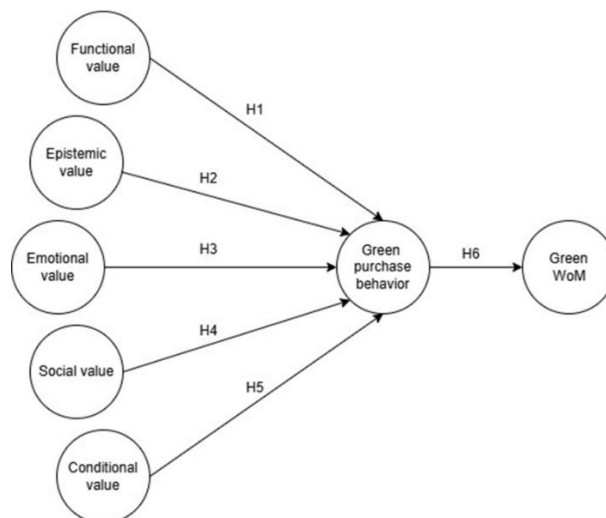 Functional
value
H1
Epistemic
value
H2
Emotional
value
H3
Green
purchase
behavior
H6
Green
WoM
H4
Social value
H5
Conditional
value